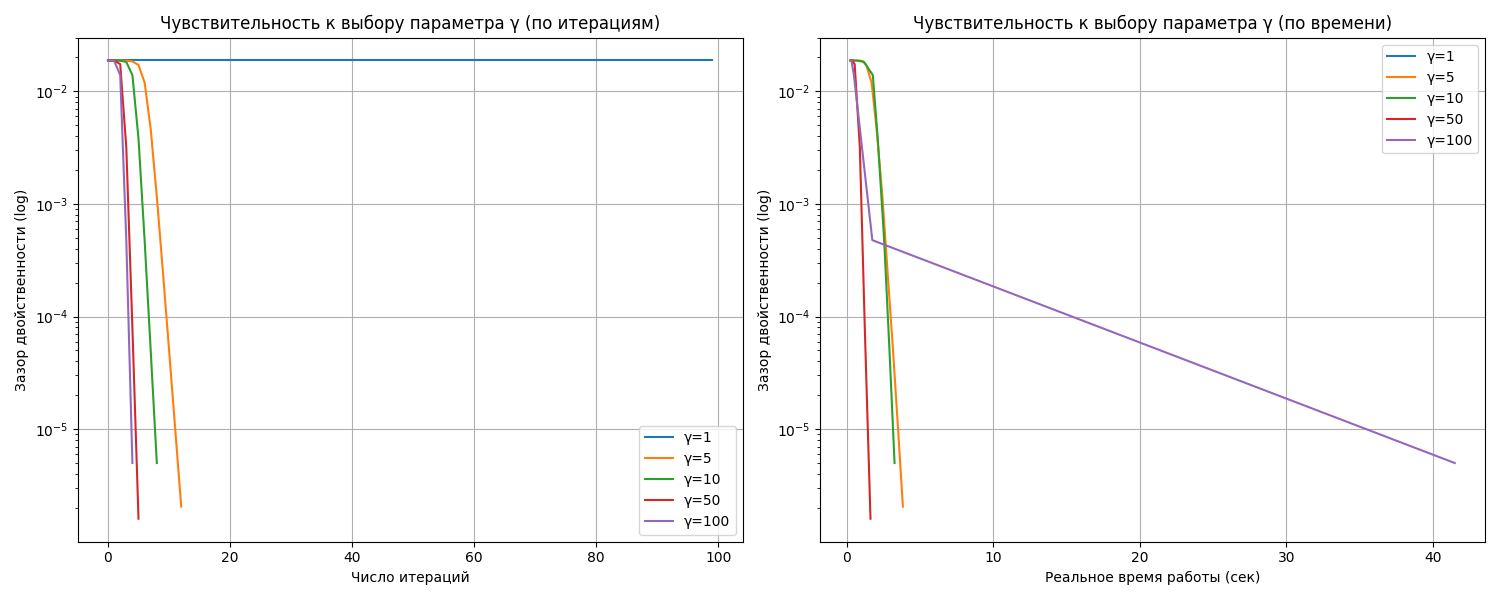 Чувствительность к выбору параметра γ (по итерациям)
Зазор двойственности (log)
10⁻²
10⁻³
10⁻⁴
10⁻⁵
0 20 40 60 80 100
Число итераций
γ=1
γ=5
γ=10
γ=50
γ=100
Чувствительность к выбору параметра γ (по времени)
Зазор двойственности (log)
10⁻²
10⁻³
10⁻⁴
10⁻⁵
0 10 20 30 40
Реальное время работы (сек)
γ=1
γ=5
γ=10
γ=50
γ=100